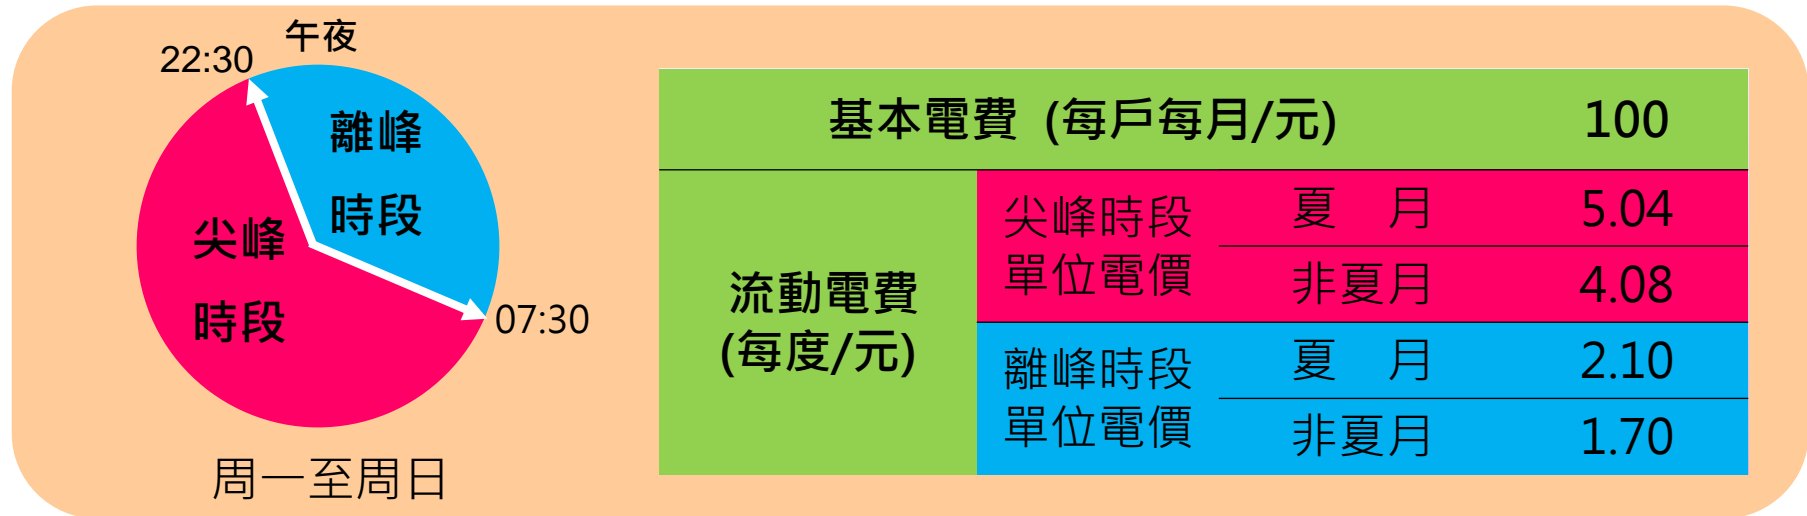 午夜
22:30
離峰
時段
尖峰
時段
07:30
周一至周日
基本電費 (每戶每月/元) 100
流動電費
(每度/元)
尖峰時段
單位電價
夏 月 5.04
非夏月 4.08
離峰時段
單位電價
夏 月 2.10
非夏月 1.70